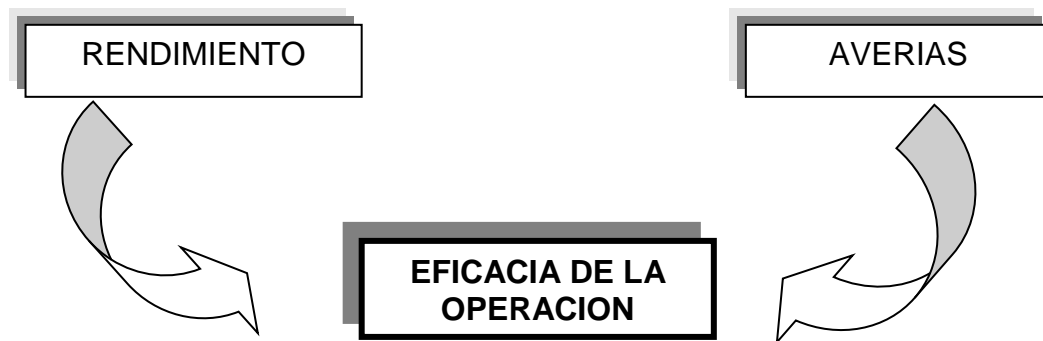 RENDIMIENTO
AVERIAS
EFICACIA DE LA
OPERACION